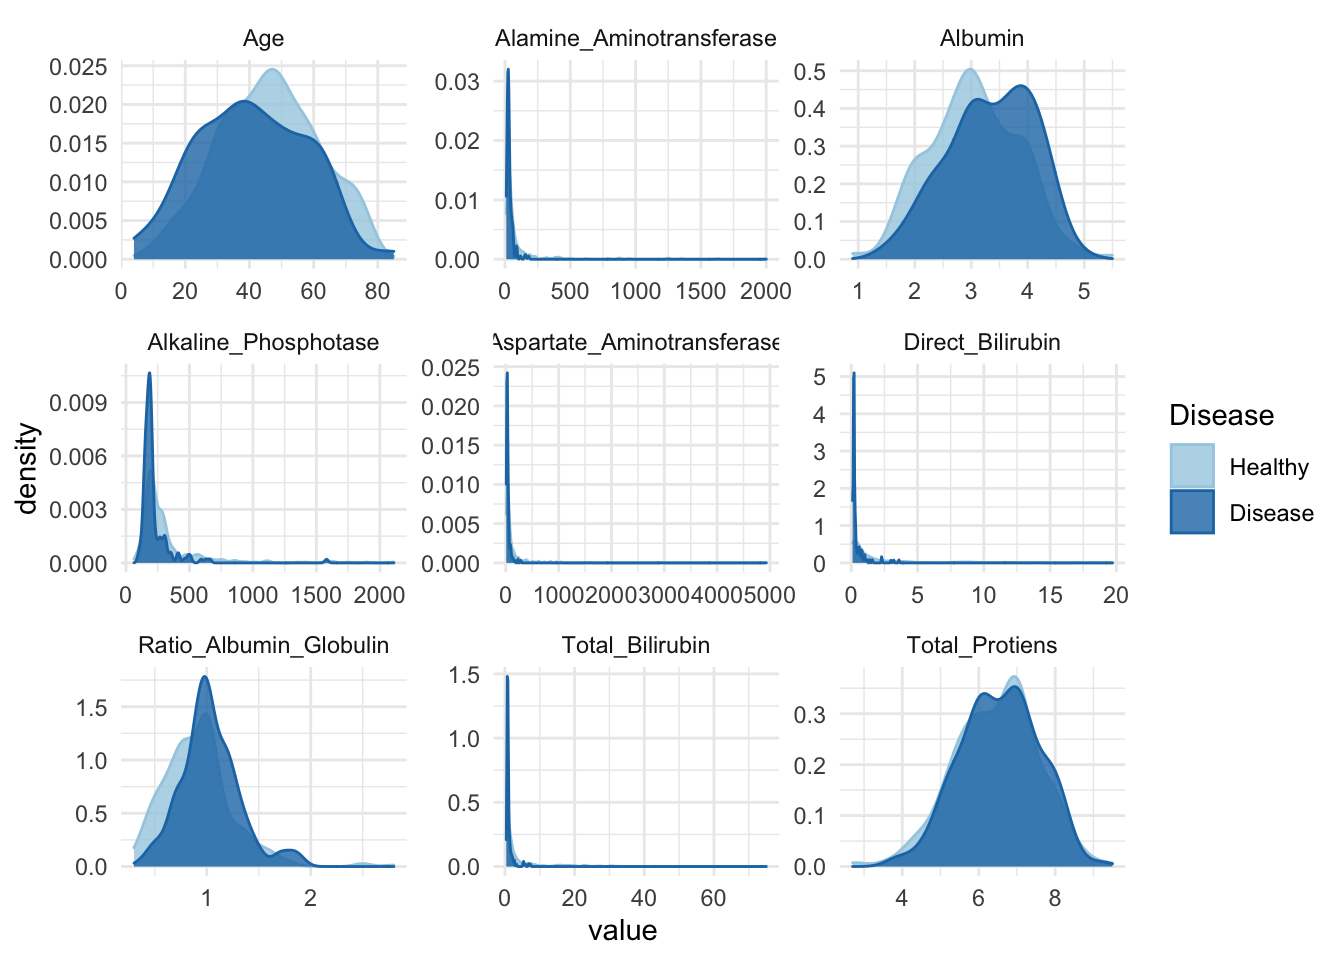 Age
0.025
0.020
0.015
0.010
0.005
0.000
0 20 40 60 80
Alamine_Aminotransferase
0.03
0.02
0.01
0.00
0 500 1000 1500 2000
Albumin
0.5
0.4
0.3
0.2
0.1
0.0
1 2 3 4 5
Alkaline_Phosphotase
0.009
0.006
0.003
0.000
0 500 1000 1500 2000
Aspartate_Aminotransferase
0.025
0.020
0.015
0.010
0.005
0.000
0 1000 2000 3000 4000 5000
Direct_Bilirubin
5
4
3
2
1
0
0 5 10 15 20
Ratio_Albumin_Globulin
1.5
1.0
0.5
0.0
1 2
Total_Bilirubin
1.5
1.0
0.5
0.0
0 20 40 60
Total_Protiens
0.3
0.2
0.1
0.0
4 6 8
density
value
Disease
Healthy
Disease